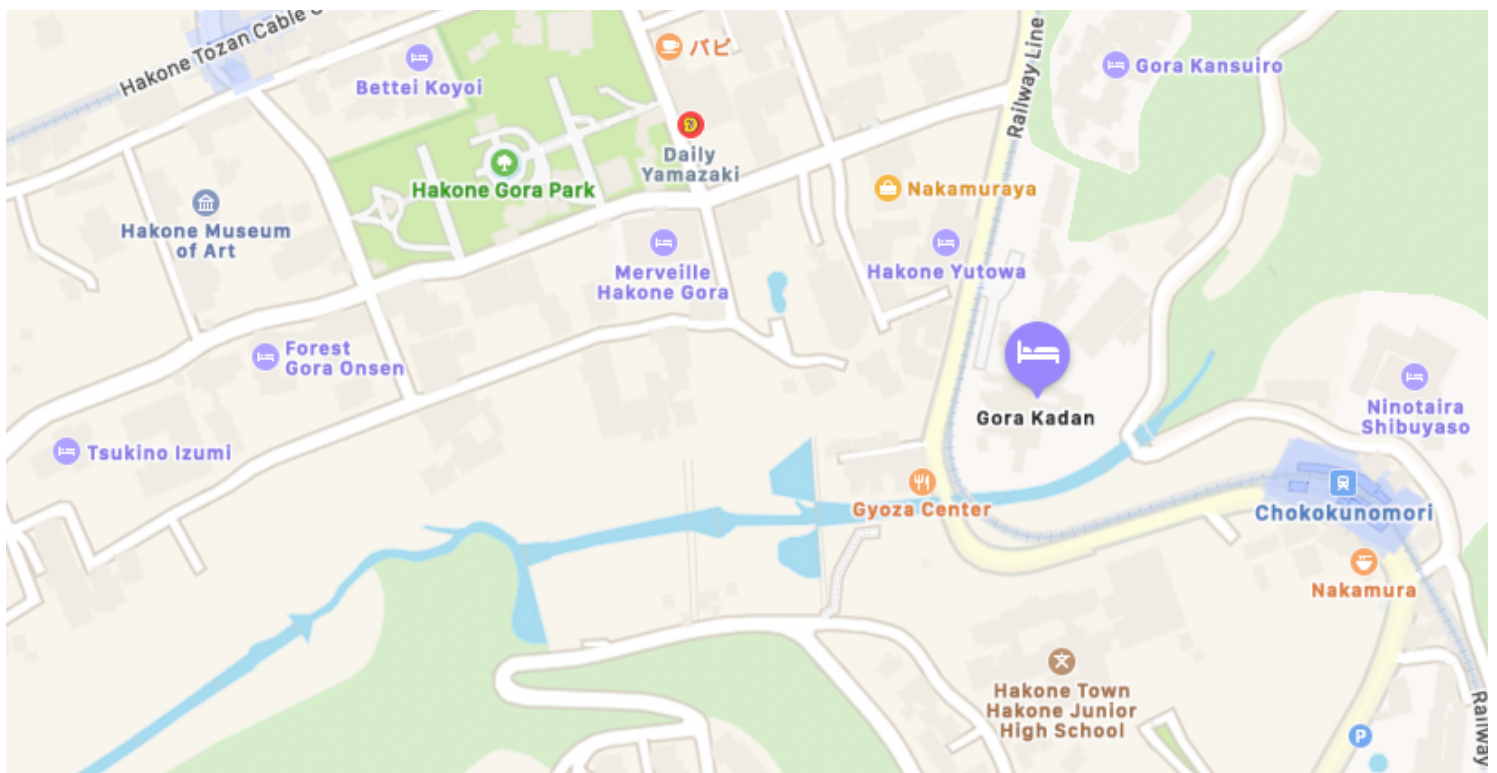 Hakone Tozan Cable
Bettei Koyoi
パピ
Railway Line
Gora Kansuiro
Daily
Yamazaki
Hakone Gora Park
Nakamuraya
Hakone Museum
of Art
Merveille
Hakone Gora
Hakone Yutowa
Forest
Gora Onsen
Gora Kadan
Ninotaira
Shibuyaso
Tsukino Izumi
Gyoza Center
Chokokunomori
Nakamura
Hakone Town
Hakone Junior
High School
Railway
P